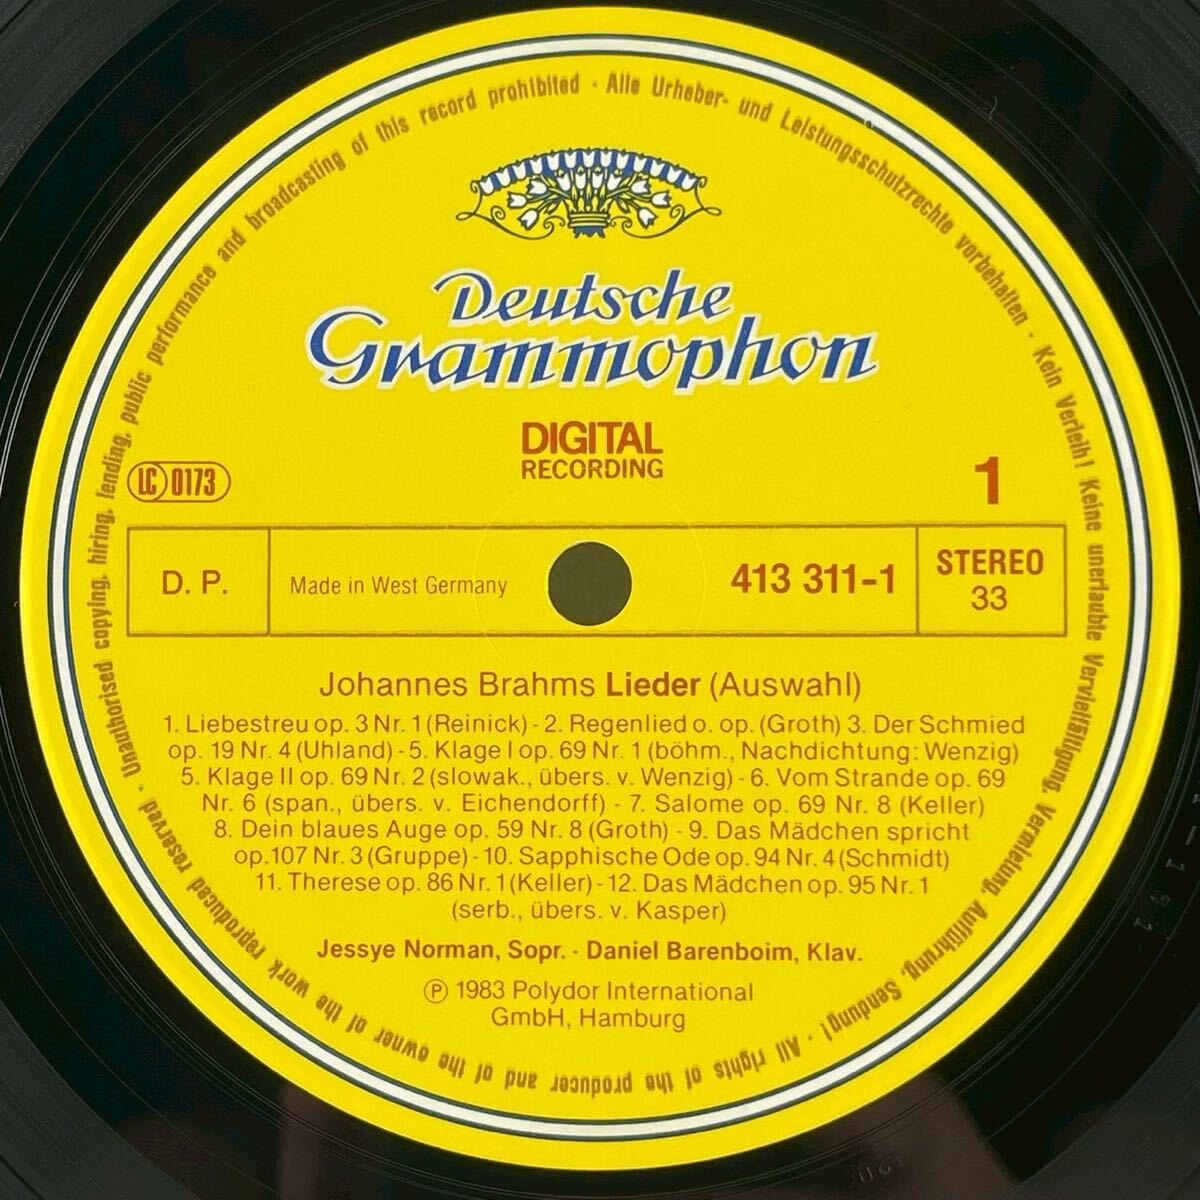 Unauthorised copying, hiring, lending, public performance and broadcasting of this record prohibited · Alle Urheber- und Leistungsschutzrechte vorbehalten · Kein Verleih! Keine unerlaubte Vervielfältigung, Vermietung, Aufführung, Sendung! · All rights of the producer and of the owner of the work reproduced reserved ·
Deutsche
Grammophon
DIGITAL
RECORDING
LC 0173
1
D. P.
Made in West Germany
413 311-1
STEREO
33
Johannes Brahms Lieder (Auswahl)
1. Liebestreu op. 3 Nr. 1 (Reinick) - 2. Regenlied o. op. (Groth) 3. Der Schmied
op. 19 Nr. 4 (Uhland) - 5. Klage I op. 69 Nr. 1 (böhm., Nachdichtung: Wenzig)
5. Klage II op. 69 Nr. 2 (slowak., übers. v. Wenzig) - 6. Vom Strande op. 69
Nr. 6 (span., übers. v. Eichendorff) - 7. Salome op. 69 Nr. 8 (Keller)
8. Dein blaues Auge op. 59 Nr. 8 (Groth) - 9. Das Mädchen spricht
op. 107 Nr. 3 (Gruppe) - 10. Sapphische Ode op. 94 Nr. 4 (Schmidt)
11. Therese op. 86 Nr. 1 (Keller) - 12. Das Mädchen op. 95 Nr. 1
(serb., übers. v. Kasper)
Jessye Norman, Sopr. - Daniel Barenboim, Klav.
℗ 1983 Polydor International
GmbH, Hamburg